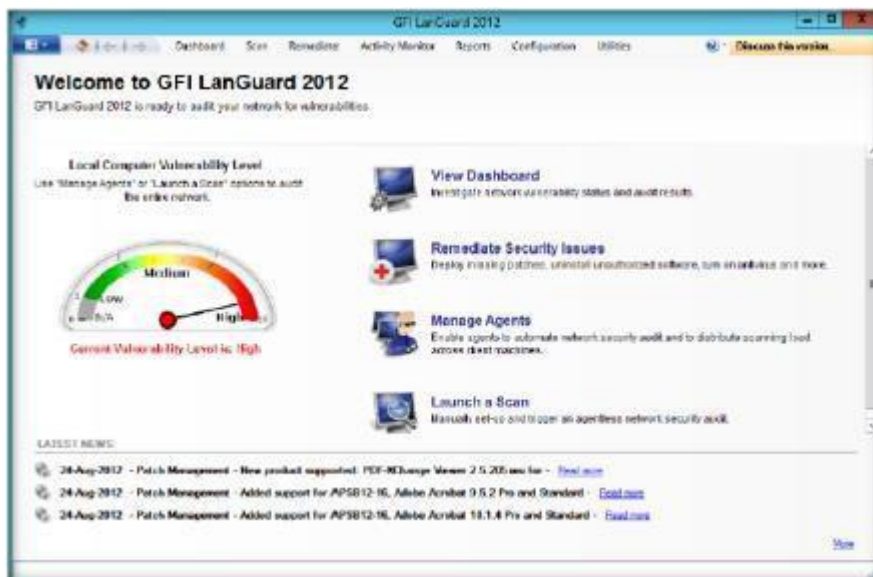 GFI LanGuard 2012
Dashboard Scan Remediate Activity Monitor Reports Configuration Utilities Discuss this version
Welcome to GFI LanGuard 2012
GFI LanGuard 2012 is ready to audit your network for vulnerabilities
Local Computer Vulnerability Level
Use "Manage Agents" or "Launch a Scan" options to audit
the entire network.
Medium
Low
N/A
High
Current Vulnerability Level is: High
View Dashboard
Investigate network vulnerability status and audit results.
Remediate Security Issues
Deploy missing patches, uninstall unauthorized software, turn on antivirus and more.
Manage Agents
Enable agents to automate network security audit and to distribute scanning load
across client machines.
Launch a Scan
Manually set-up and trigger an agentless network security audit.
LATEST NEWS
24-Aug-2012 - Patch Management - New product supported: PDF-XChange Viewer 2.5.205 for - Read more
24-Aug-2012 - Patch Management - Added support for APSB12-16, Adobe Acrobat 9.5.2 Pro and Standard - Read more
24-Aug-2012 - Patch Management - Added support for APSB12-16, Adobe Acrobat 10.1.4 Pro and Standard - Read more
More